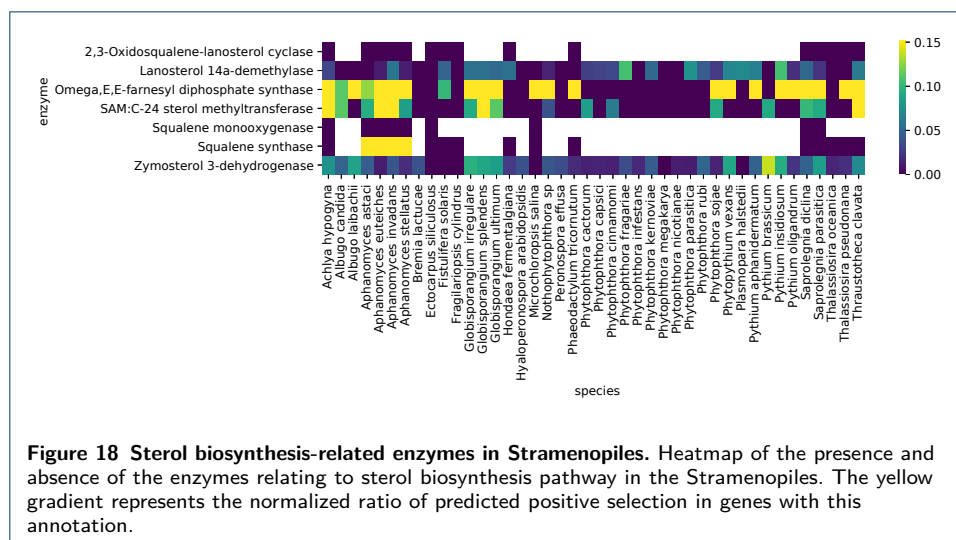 2,3-Oxidosqualene-lanosterol cyclase
Lanosterol 14a-demethylase
Omega,E,E-farnesyl diphosphate synthase
SAM:C-24 sterol methyltransferase
Squalene monooxygenase
Squalene synthase
Zymosterol 3-dehydrogenase
enzyme
0.15
0.10
0.05
0.00
Achlya hypogyna
Albugo candida
Albugo laibachii
Aphanomyces astaci
Aphanomyces euteiches
Aphanomyces invadans
Aphanomyces stellatus
Bremia lactucae
Ectocarpus siliculosus
Fistulifera solaris
Fragilariopsis cylindrus
Globisporangium irregulare
Globisporangium splendens
Globisporangium ultimum
Hondaea fermentalgiana
Hyaloperonospora arabidopsidis
Microchloropsis salina
Nothophytophthora sp
Peronospora effusa
Phaeodactylum tricornutum
Phytophthora cactorum
Phytophthora capsici
Phytophthora cinnamomi
Phytophthora fragariae
Phytophthora infestans
Phytophthora kernoviae
Phytophthora megakarya
Phytophthora nicotianae
Phytophthora parasitica
Phytophthora rubi
Phytophthora sojae
Phytopythium vexans
Plasmopara halstedii
Pythium aphanidermatum
Pythium brassicum
Pythium insidiosum
Pythium oligandrum
Saprolegnia diclina
Saprolegnia parasitica
Thalassiosira oceanica
Thalassiosira pseudonana
Thraustotheca clavata
species
Figure 18 Sterol biosynthesis-related enzymes in Stramenopiles. Heatmap of the presence and
absence of the enzymes relating to sterol biosynthesis pathway in the Stramenopiles. The yellow
gradient represents the normalized ratio of predicted positive selection in genes with this
annotation.